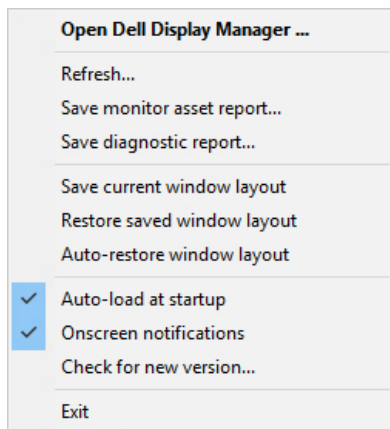 Open Dell Display Manager ...
Refresh...
Save monitor asset report...
Save diagnostic report...
Save current window layout
Restore saved window layout
Auto-restore window layout
Auto-load at startup
Onscreen notifications
Check for new version...
Exit